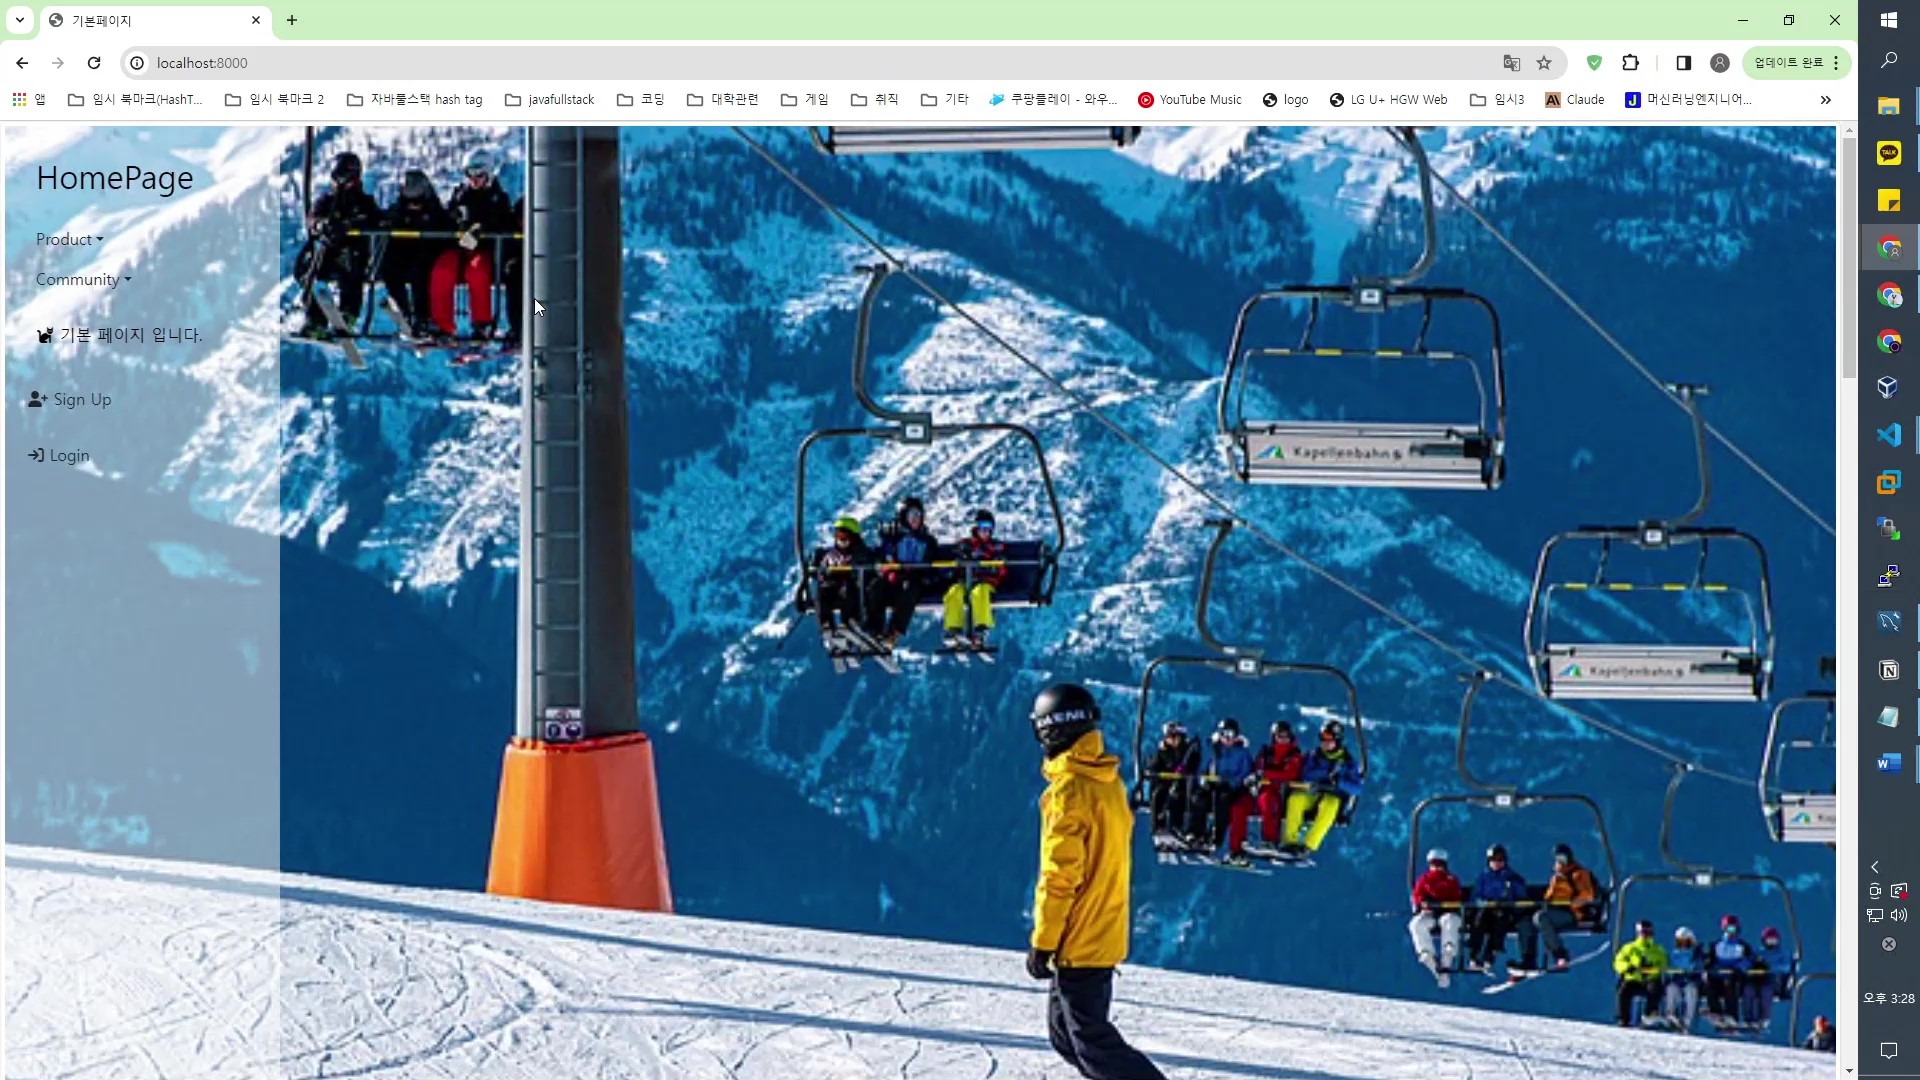 기본페이지
localhost:8000
업데이트 완료
앱
임시 북마크(HashT...
임시 북마크 2
자바풀스택 hash tag
javafullstack
코딩
대학관련
게임
취직
기타
쿠팡플레이 - 와우...
YouTube Music
logo
LG U+ HGW Web
임시3
Claude
머신러닝엔지니어...
HomePage
Product
Community
기본 페이지 입니다.
Sign Up
Login
Kapellenbahn
Kapellenbahn
TALK
오후 3:28